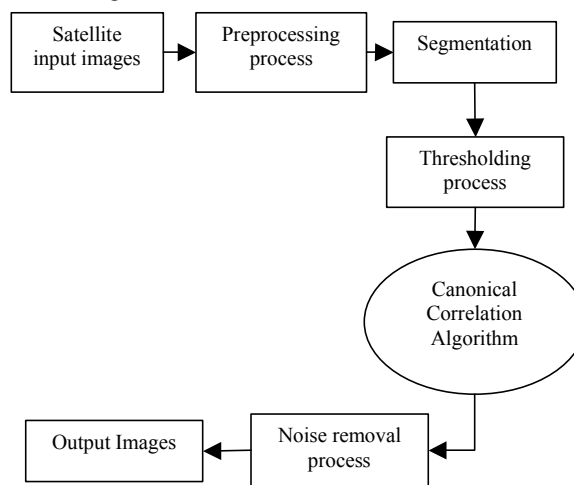 Satellite
input images
Preprocessing
process
Segmentation
Thresholding
process
Canonical
Correlation
Algorithm
Noise removal
process
Output Images